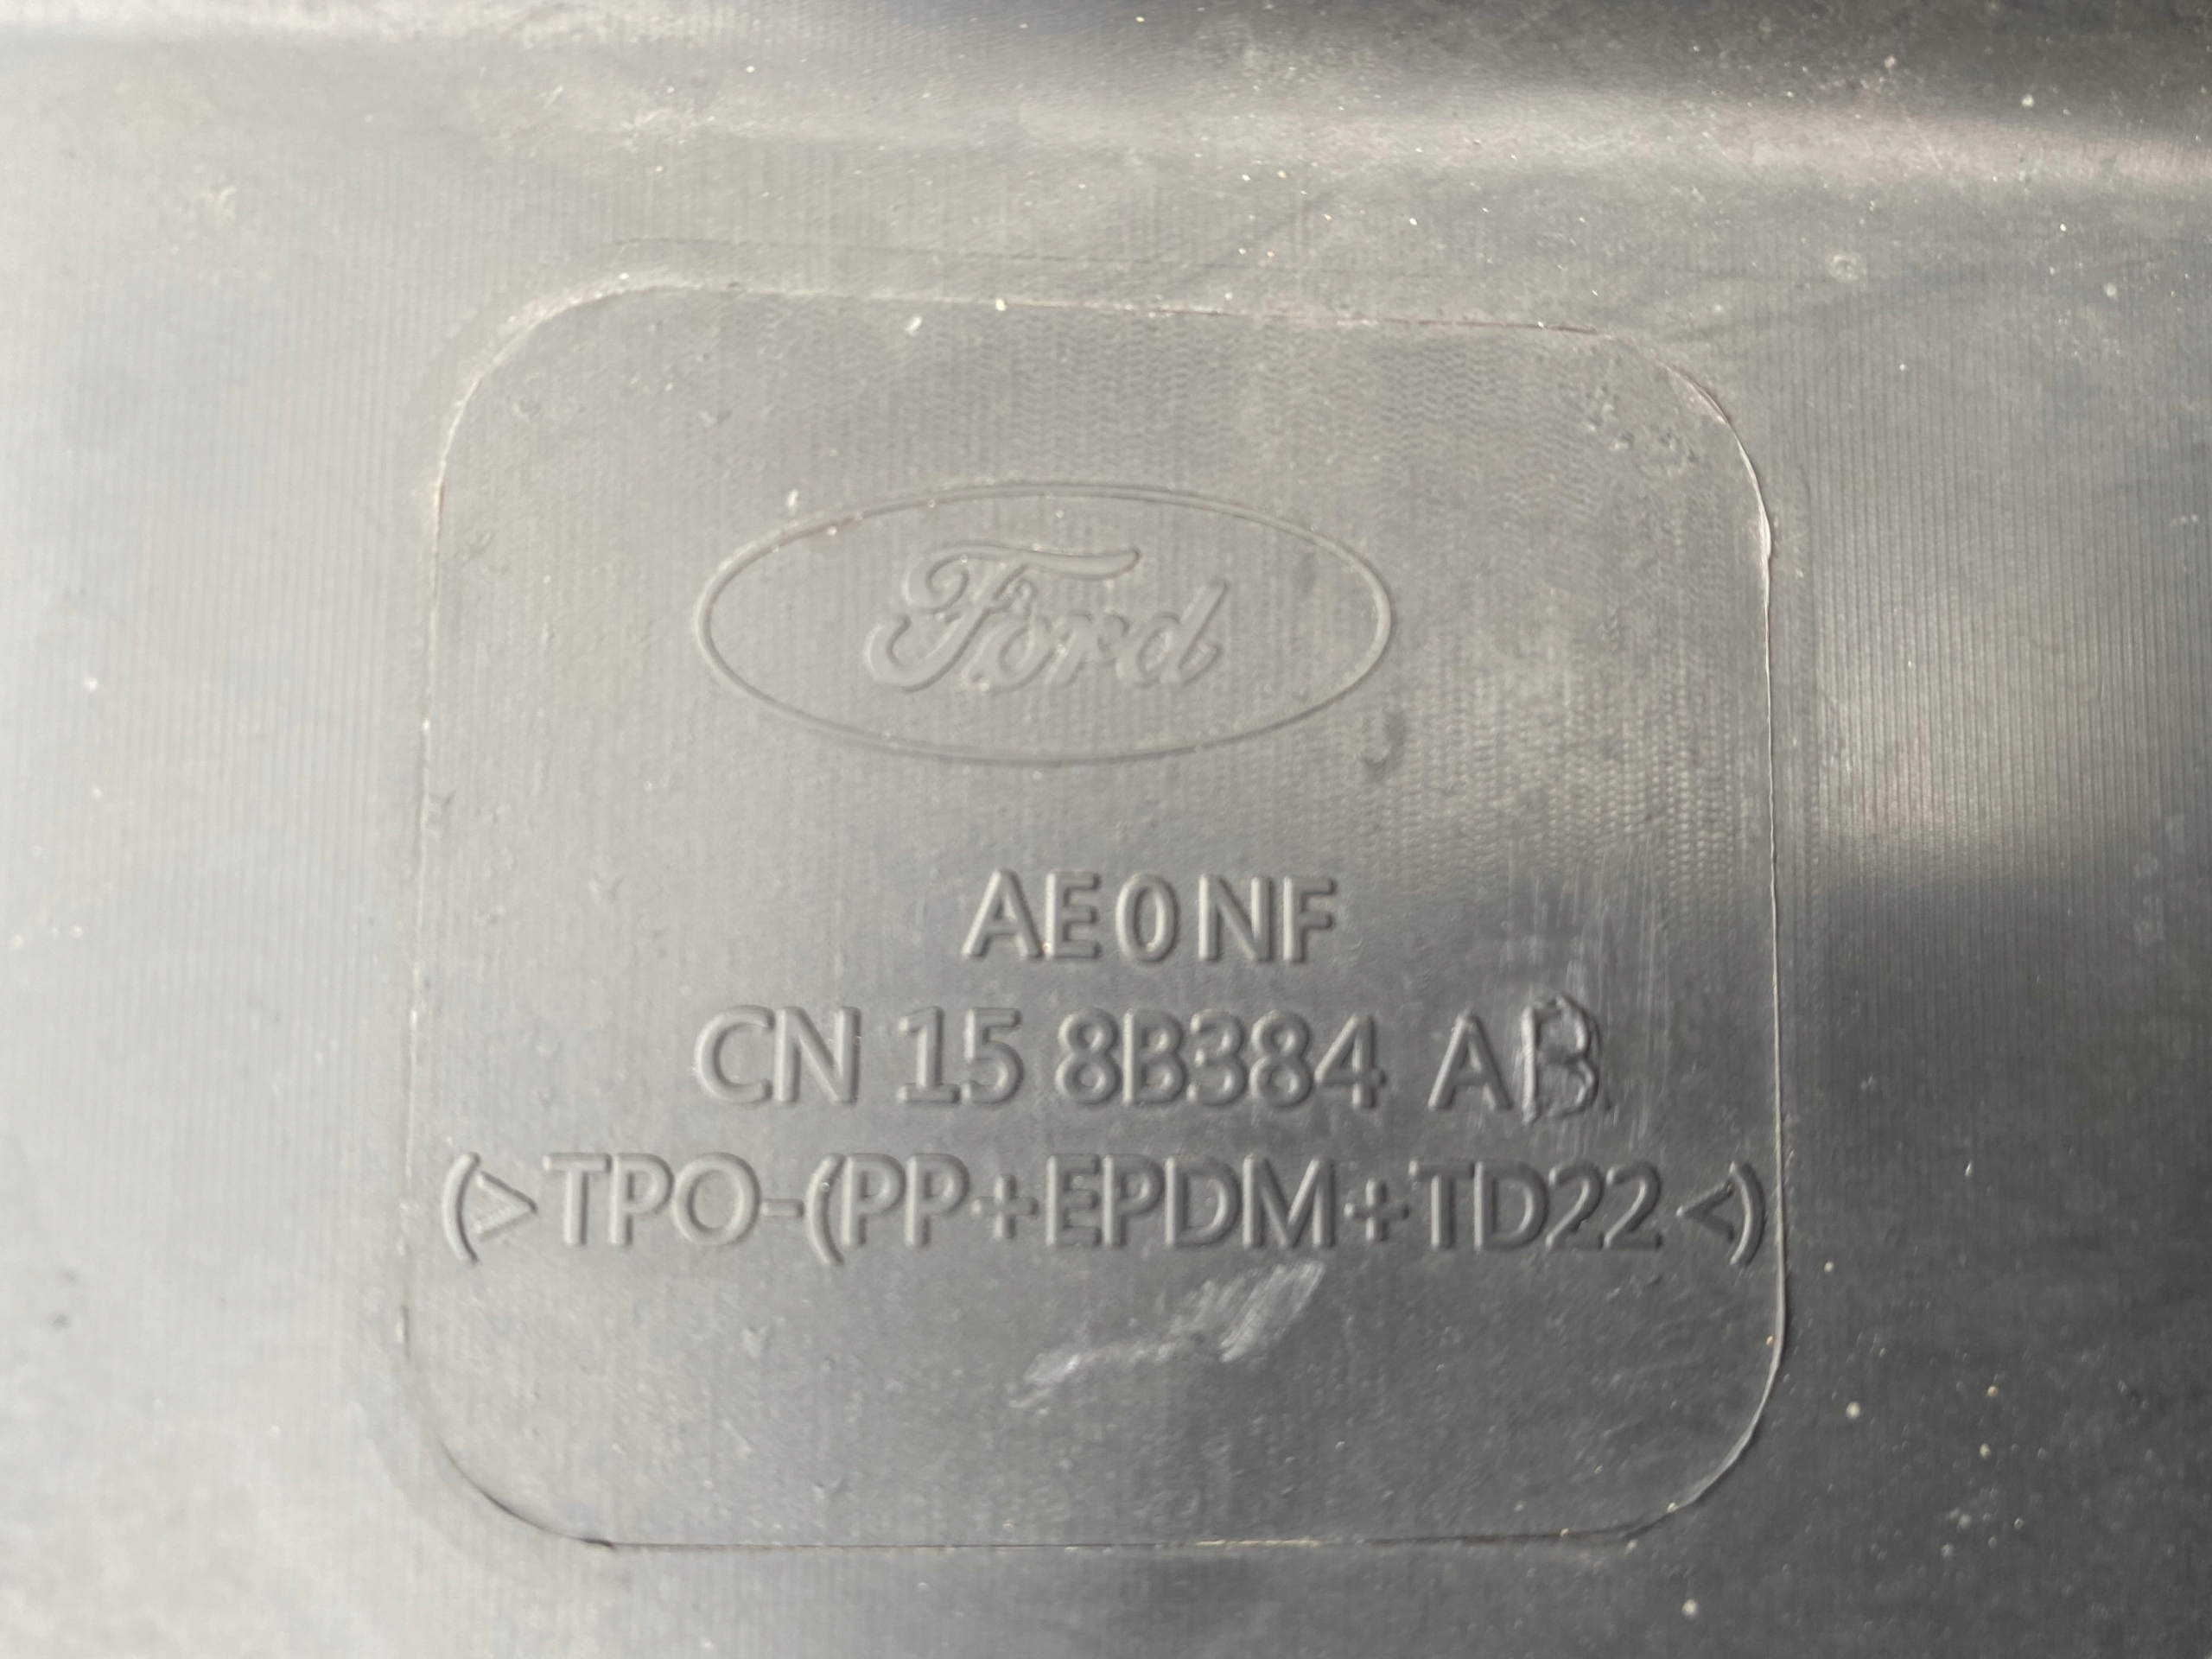 Ford
AE0NF
CN 15 8B384 AB
(>TPO-(PP+EPDM+TD22<)